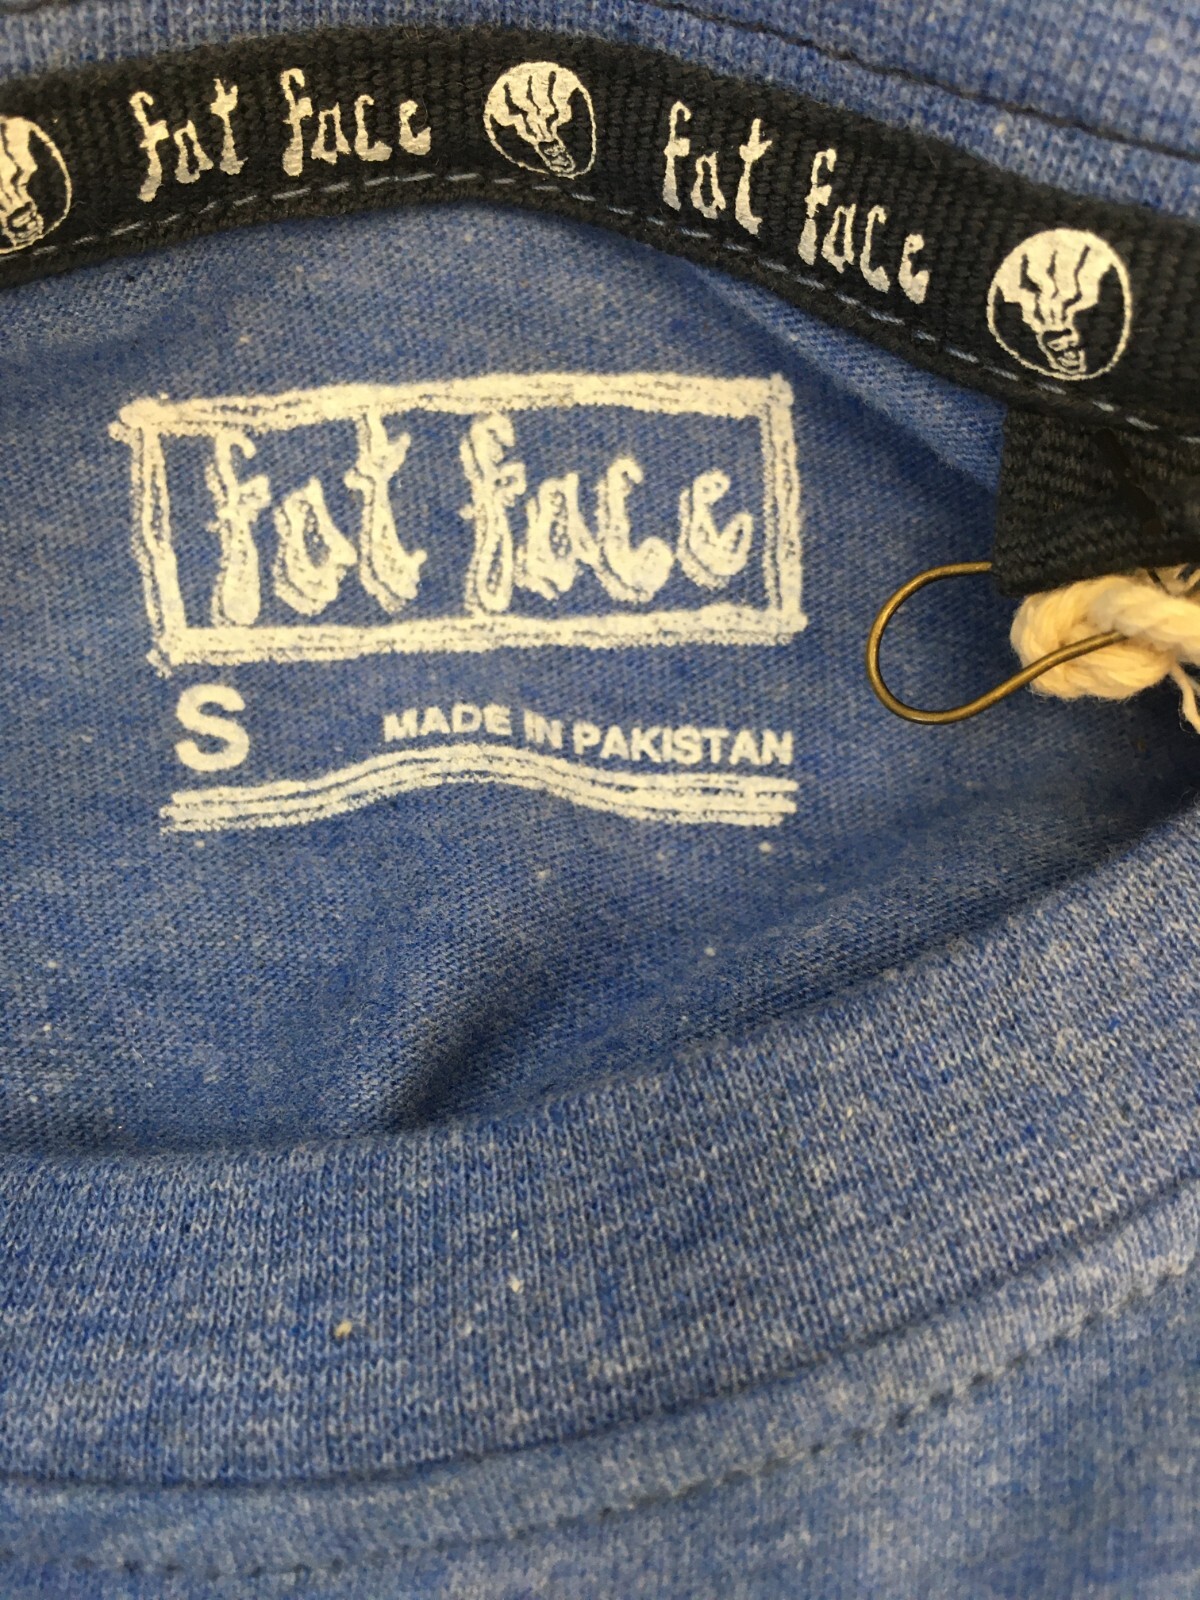 fat face fat face
fat face
S MADE IN PAKISTAN